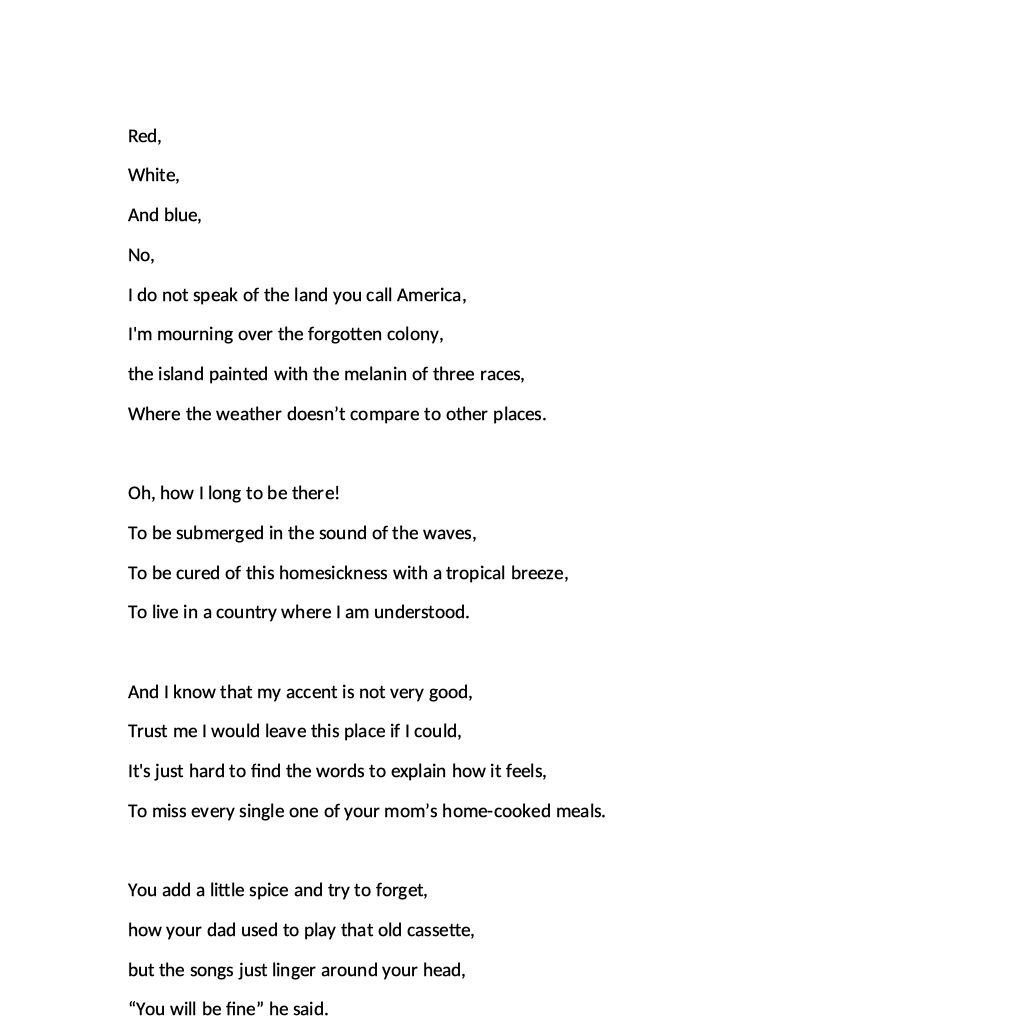 Red,
White,
And blue,
No,
I do not speak of the land you call America,
I'm mourning over the forgotten colony,
the island painted with the melanin of three races,
Where the weather doesn’t compare to other places.
Oh, how I long to be there!
To be submerged in the sound of the waves,
To be cured of this homesickness with a tropical breeze,
To live in a country where I am understood.
And I know that my accent is not very good,
Trust me I would leave this place if I could,
It's just hard to find the words to explain how it feels,
To miss every single one of your mom’s home-cooked meals.
You add a little spice and try to forget,
how your dad used to play that old cassette,
but the songs just linger around your head,
“You will be fine” he said.